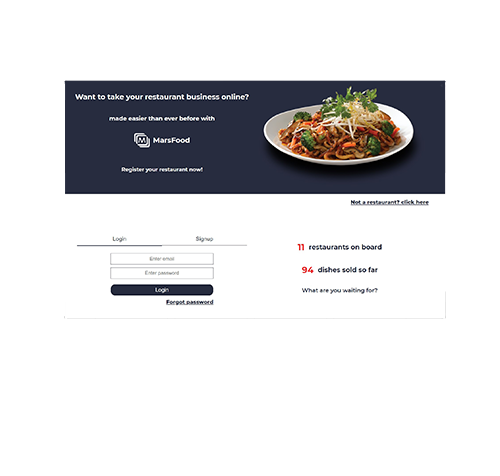 Want to take your restaurant business online?
made easier than ever before with
M MarsFood
Register your restaurant now!
Not a restaurant? click here
Login Signup
Enter email
Enter password
Login
Forgot password
11 restaurants on board
94 dishes sold so far
What are you waiting for?